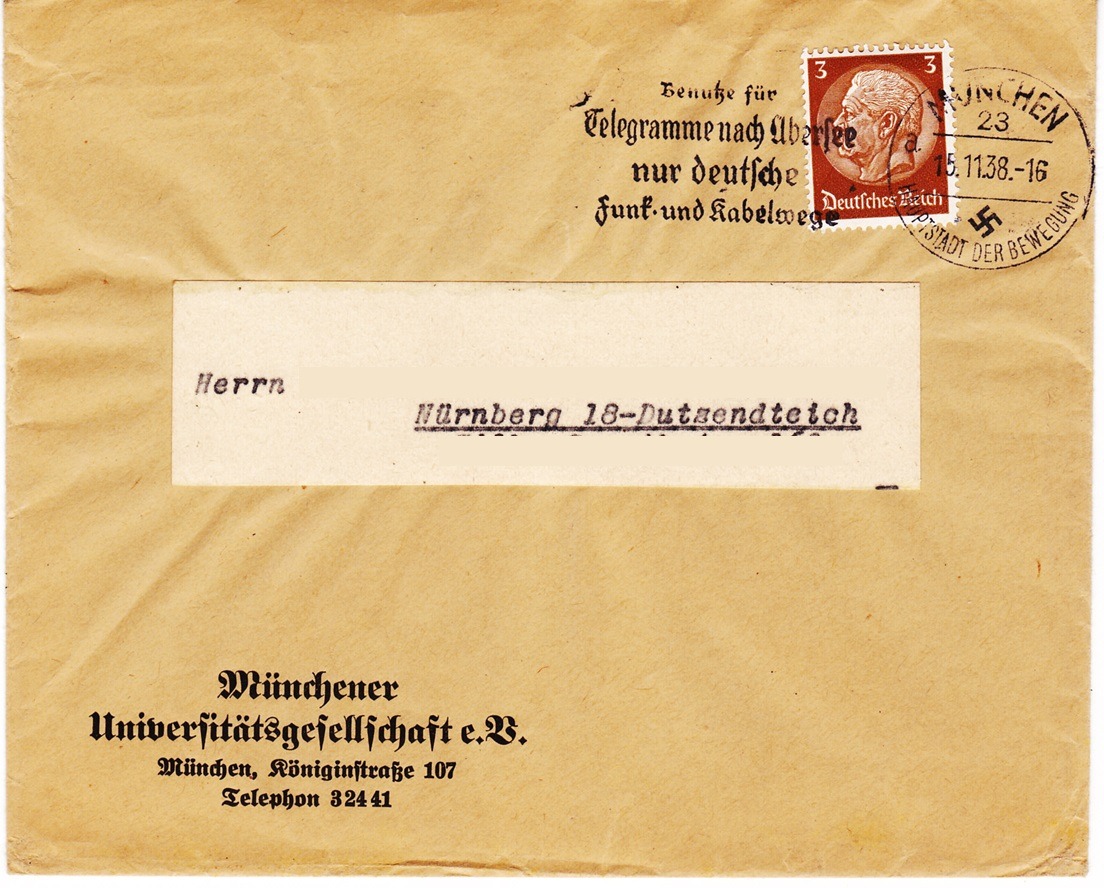 Benutze für
Telegramme nach Übersee
nur deutsche
Funk- und Kabelwege
3 3
Deutsches Reich
MÜNCHEN
23
a
15.11.38.-16
HAUPTSTADT DER BEWEGUNG
Herrn
Nürnberg 18-Dutzendteich
Münchener
Universitätsgesellschaft e.V.
München, Königinstraße 107
Telephon 32441